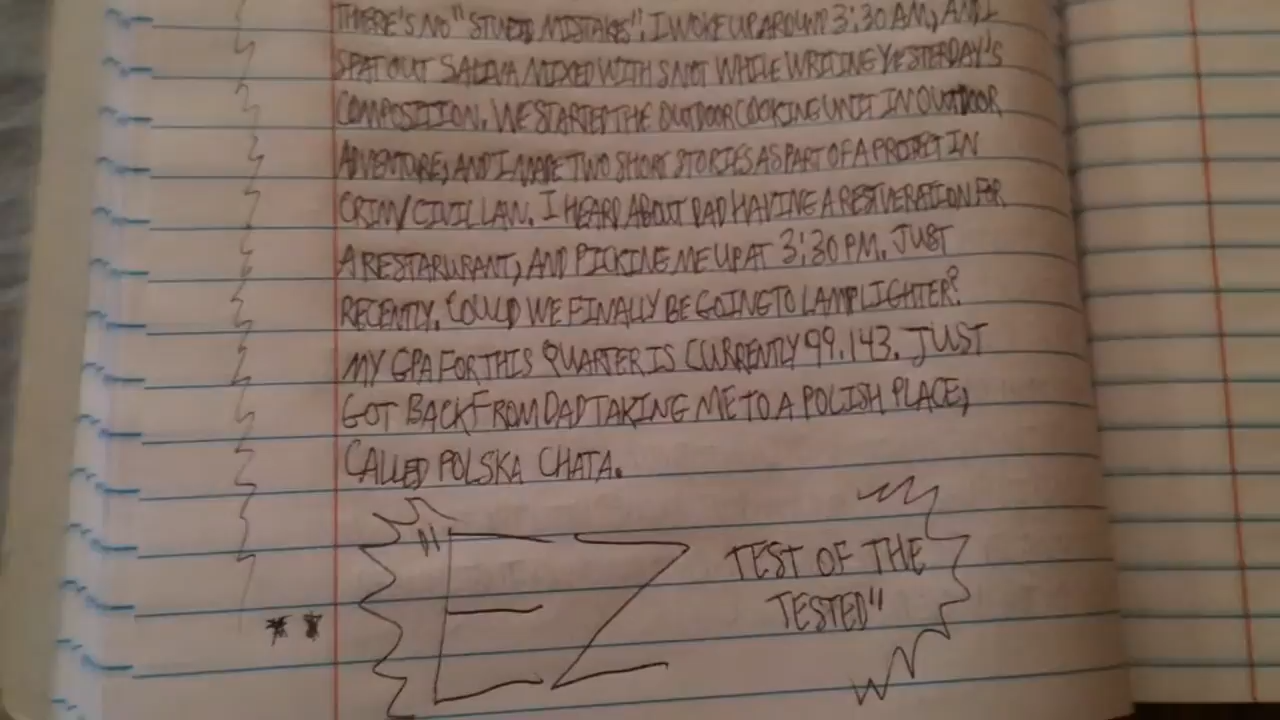 THERE'S NO "STUPID MISTAKES". I WOKE UP AROUND 3:30 AM, AND I
SPAT OUT SALIVA MIXED WITH SNOT WHILE WRITING YESTERDAY'S
COMPOSITION. WE STARTED THE OUTDOOR COOKING UNIT IN OUTDOOR
ADVENTURE, AND I MADE TWO SHORT STORIES AS PART OF A PROJECT IN
CRIM/CIVIL LAW. I HEARD ABOUT DAD HAVING A RESTVERATION FOR
A RESTARURANT, AND PICKING ME UP AT 3:30 PM. JUST
RECENTLY. COULD WE FINALLY BE GOING TO LAMPLIGHTER?
MY GPA FOR THIS QUARTER IS CURRENTLY 99.143. JUST
GOT BACK FROM DAD TAKING ME TO A POLISH PLACE,
CALLED POLSKA CHATA.
"EZ TEST OF THE
TESTED"
**